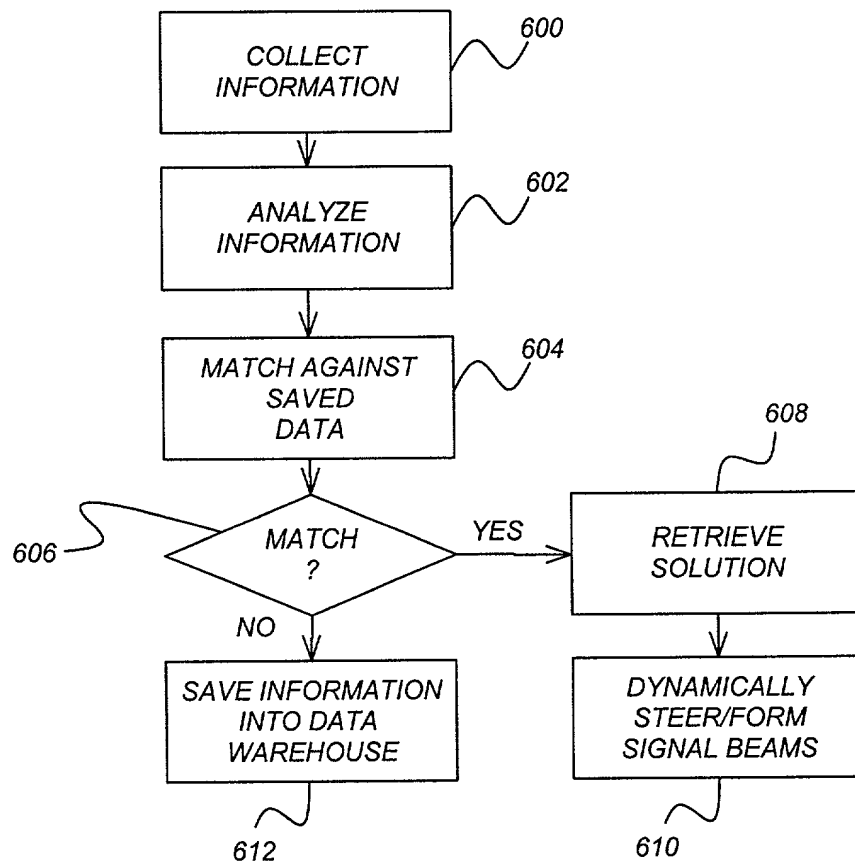 COLLECT
INFORMATION
600
ANALYZE
INFORMATION
602
MATCH AGAINST
SAVED
DATA
604
MATCH
?
606
YES
RETRIEVE
SOLUTION
608
NO
SAVE INFORMATION
INTO DATA
WAREHOUSE
612
DYNAMICALLY
STEER/FORM
SIGNAL BEAMS
610